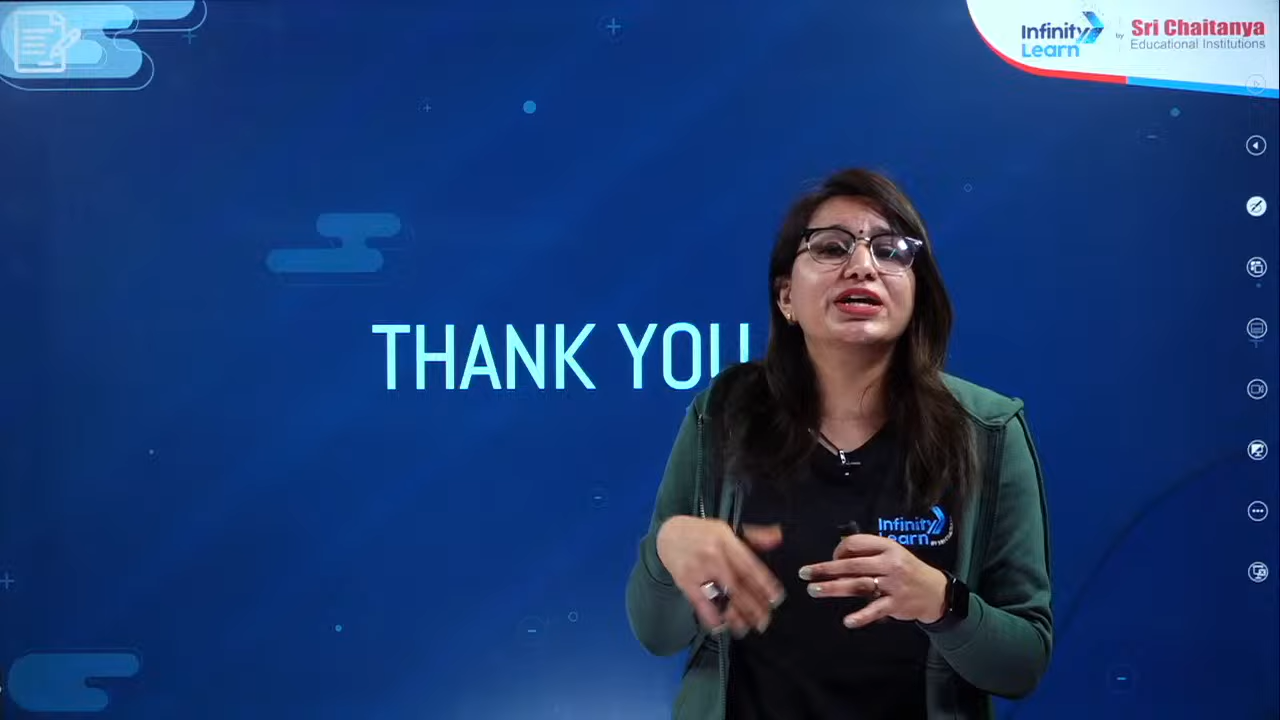 Infinity
Learn
by
Sri Chaitanya
Educational Institutions
THANK YOU
Infinity
Learn